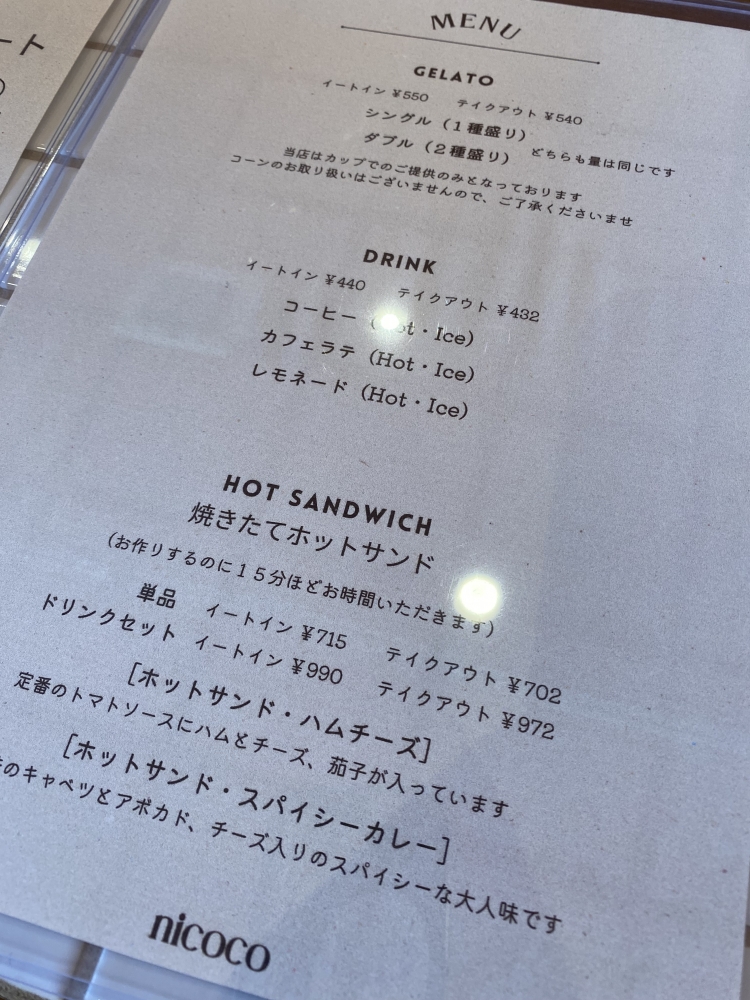 ート
MENU
GELATO
イートイン ¥550 テイクアウト ¥540
シングル（1種盛り）
ダブル（2種盛り） どちらも量は同じです
当店はカップでのご提供のみとなっております
コーンのお取り扱いはございませんので、ご了承くださいませ
DRINK
イートイン ¥440 テイクアウト ¥432
コーヒー (Hot・Ice)
カフェラテ (Hot・Ice)
レモネード (Hot・Ice)
HOT SANDWICH
焼きたてホットサンド
(お作りするのに１５分ほどお時間いただきます)
単品 イートイン ¥715 テイクアウト ¥702
ドリンクセット イートイン ¥990 テイクアウト ¥972
[ホットサンド・ハムチーズ]
定番のトマトソースにハムとチーズ、茄子が入っています
[ホットサンド・スパイシーカレー]
のキャベツとアボカド、チーズ入りのスパイシーな大人味です
nicoco